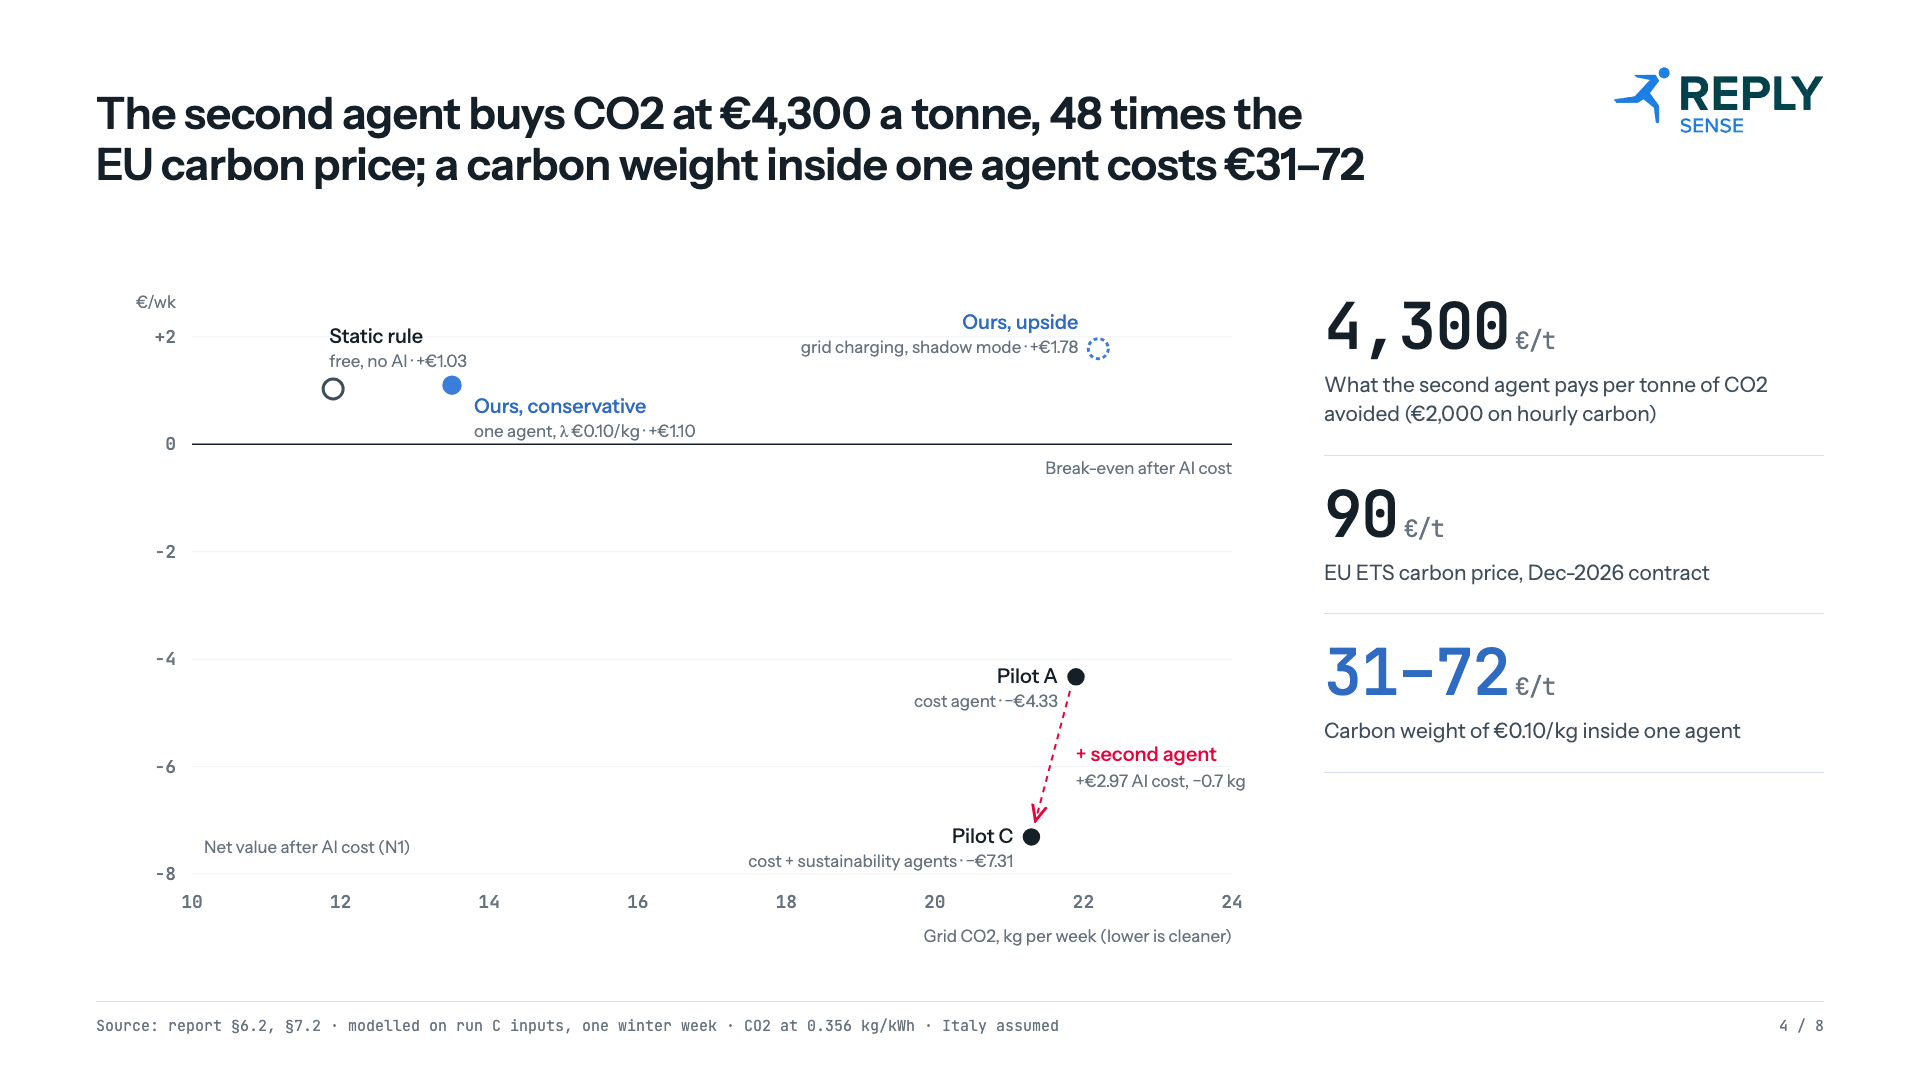 The second agent buys CO2 at €4,300 a tonne, 48 times the
EU carbon price; a carbon weight inside one agent costs €31–72
REPLY
SENSE
€/wk
+2
0
-2
-4
-6
-8
Static rule
free, no AI · +€1.03
Ours, conservative
one agent, λ €0.10/kg · +€1.10
Ours, upside
grid charging, shadow mode · +€1.78
Break-even after AI cost
Pilot A
cost agent · −€4.33
+ second agent
+€2.97 AI cost, −0.7 kg
Pilot C
cost + sustainability agents · −€7.31
Net value after AI cost (N1)
10 12 14 16 18 20 22 24
Grid CO2, kg per week (lower is cleaner)
4,300 €/t
What the second agent pays per tonne of CO2
avoided (€2,000 on hourly carbon)
90 €/t
EU ETS carbon price, Dec-2026 contract
31–72 €/t
Carbon weight of €0.10/kg inside one agent
Source: report §6.2, §7.2 · modelled on run C inputs, one winter week · CO2 at 0.356 kg/kWh · Italy assumed
4 / 8